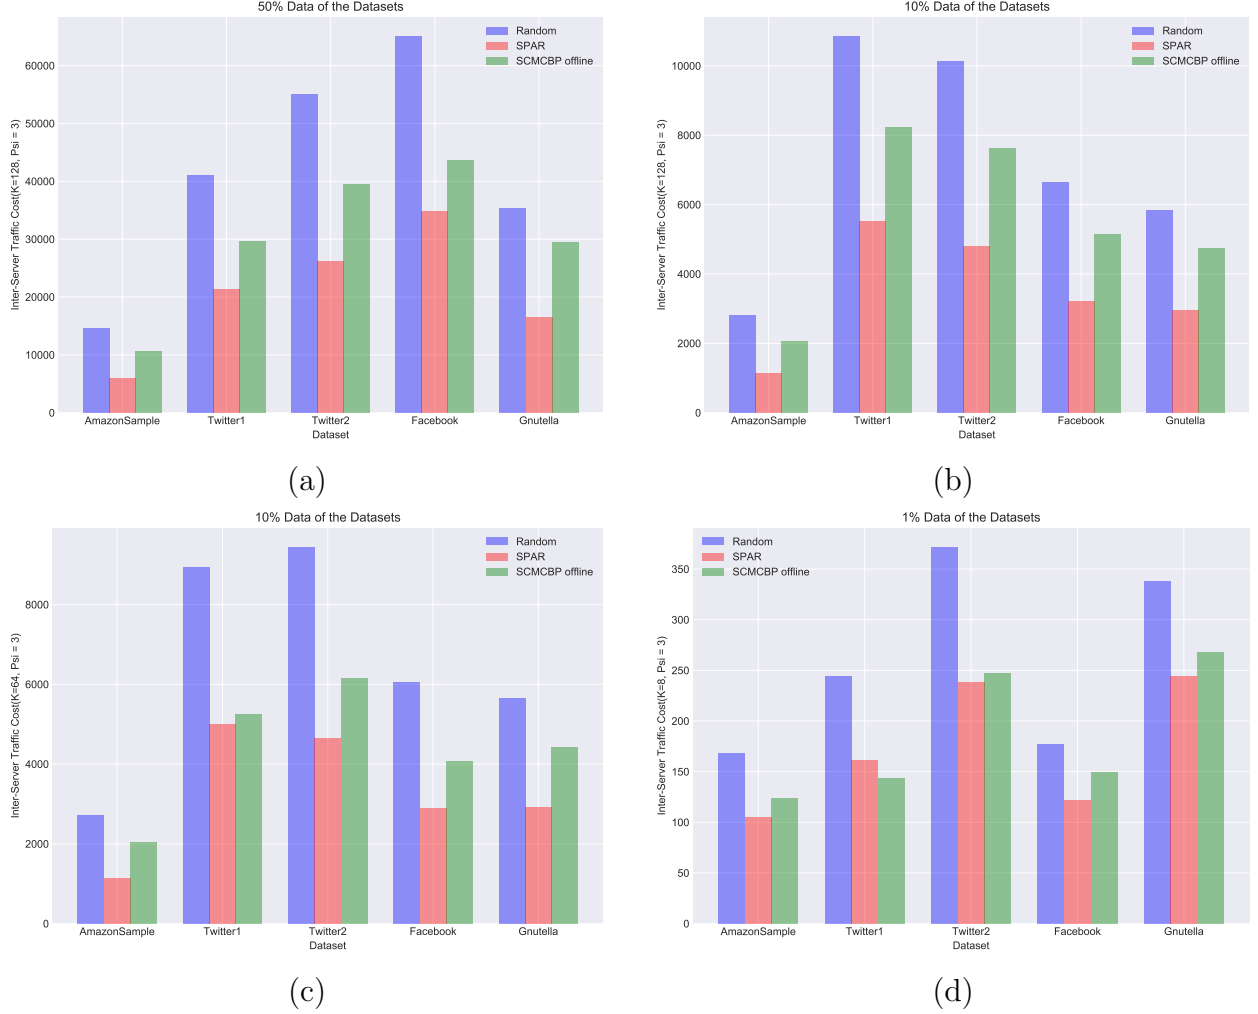 50% Data of the Datasets
Random
SPAR
SCMCBP offline
Inter-Server Traffic Cost(K=128, Psi = 3)
60000
50000
40000
30000
20000
10000
0
AmazonSample Twitter1 Twitter2 Facebook Gnutella
Dataset
(a)
10% Data of the Datasets
Random
SPAR
SCMCBP offline
Inter-Server Traffic Cost(K=128, Psi = 3)
10000
8000
6000
4000
2000
0
AmazonSample Twitter1 Twitter2 Facebook Gnutella
Dataset
(b)
10% Data of the Datasets
Random
SPAR
SCMCBP offline
Inter-Server Traffic Cost(K=64, Psi = 3)
8000
6000
4000
2000
0
AmazonSample Twitter1 Twitter2 Facebook Gnutella
Dataset
(c)
1% Data of the Datasets
Random
SPAR
SCMCBP offline
Inter-Server Traffic Cost(K=8, Psi = 3)
350
300
250
200
150
100
50
0
AmazonSample Twitter1 Twitter2 Facebook Gnutella
Dataset
(d)